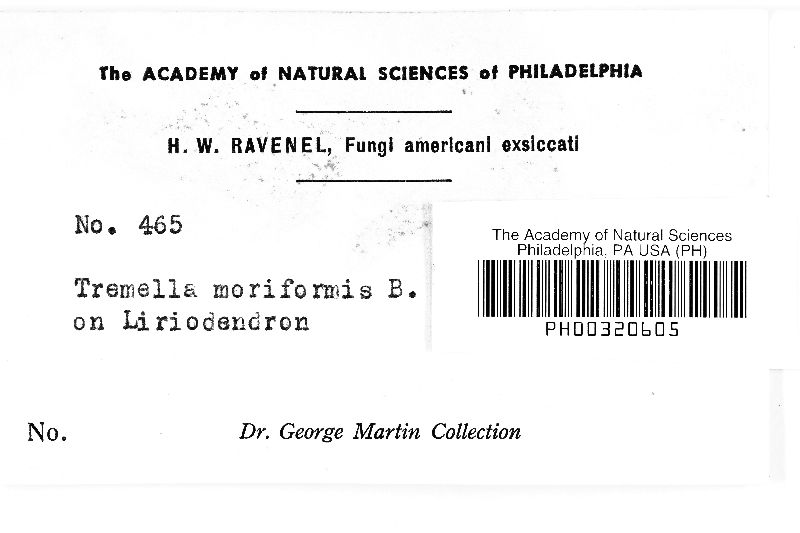 The ACADEMY of NATURAL SCIENCES of PHILADELPHIA
H. W. RAVENEL, Fungi americani exsiccati
No. 465
Tremella moriformis B.
on Liriodendron
The Academy of Natural Sciences
Philadelphia, PA USA (PH)
PH00320605
No. Dr. George Martin Collection